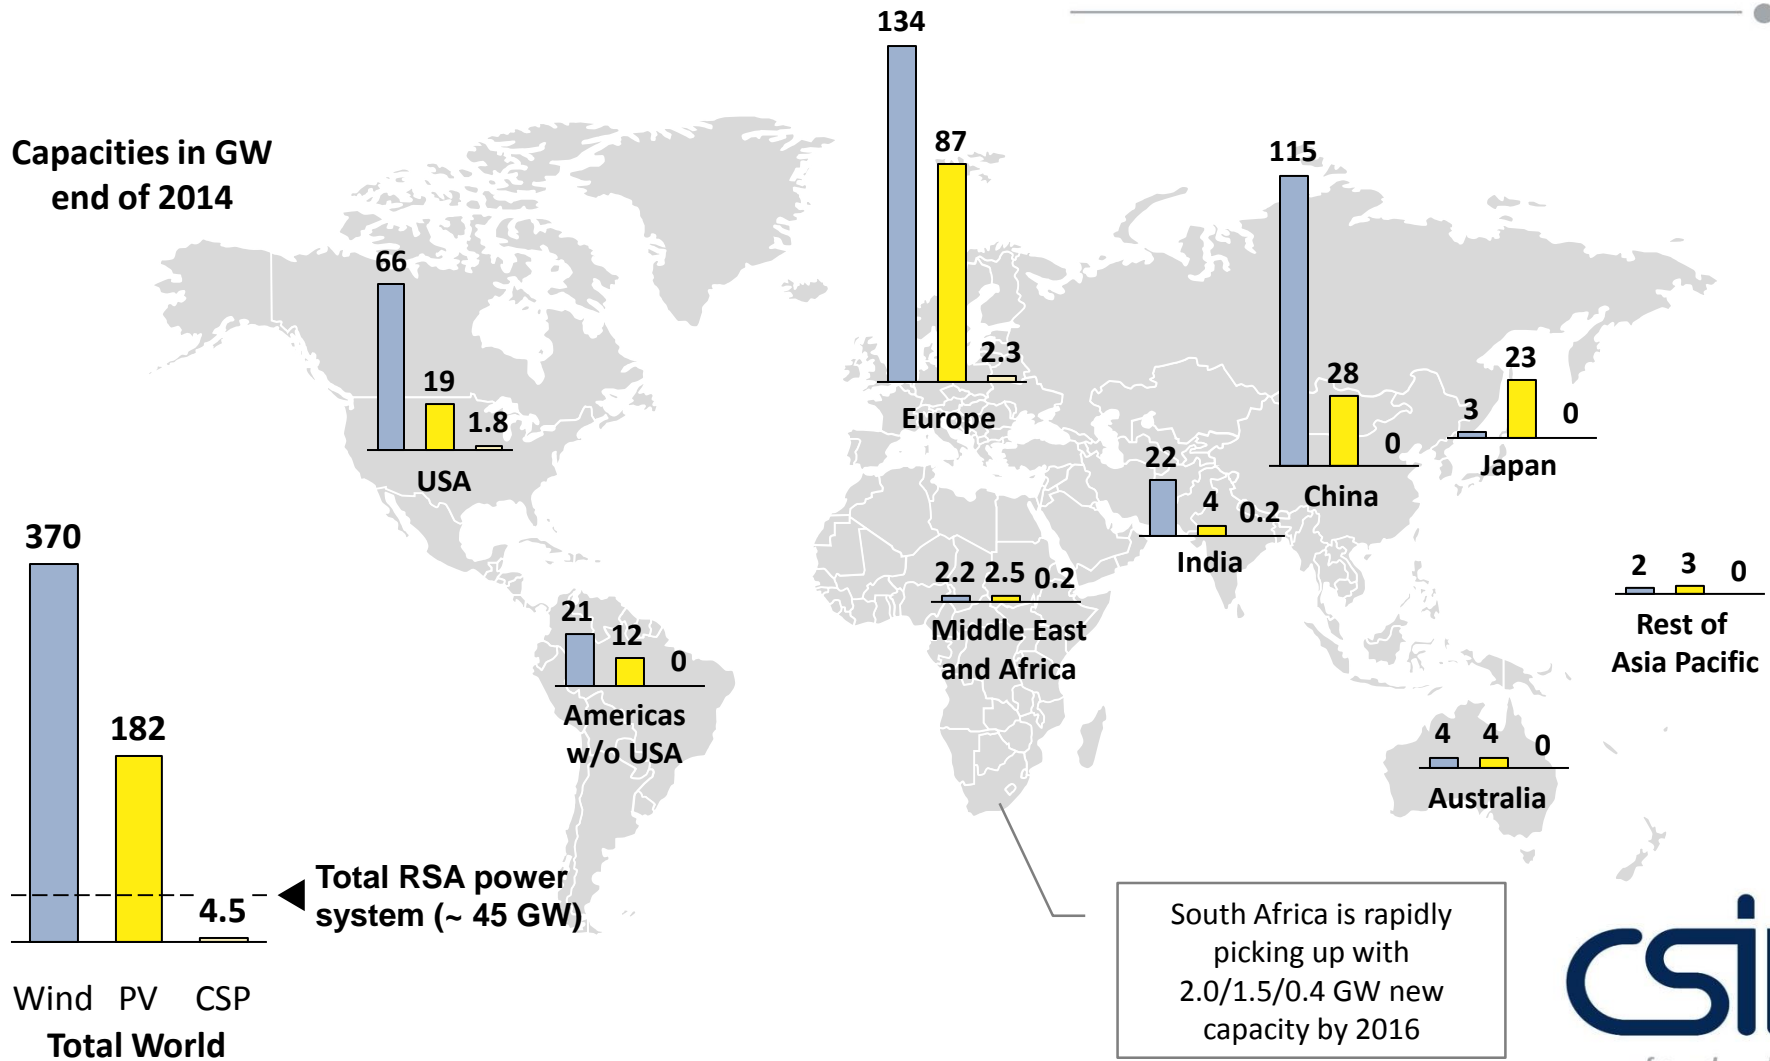 Capacities in GW
end of 2014
134
87
2.3
Europe
115
28
0
China
66
19
1.8
USA
23
3
0
Japan
22
4
0.2
India
370
182
4.5
Total RSA power
system (~ 45 GW)
Wind PV CSP
Total World
21
12
0
Americas
w/o USA
2.2 2.5 0.2
Middle East
and Africa
2 3 0
Rest of
Asia Pacific
4 4 0
Australia
South Africa is rapidly
picking up with
2.0/1.5/0.4 GW new
capacity by 2016
csi